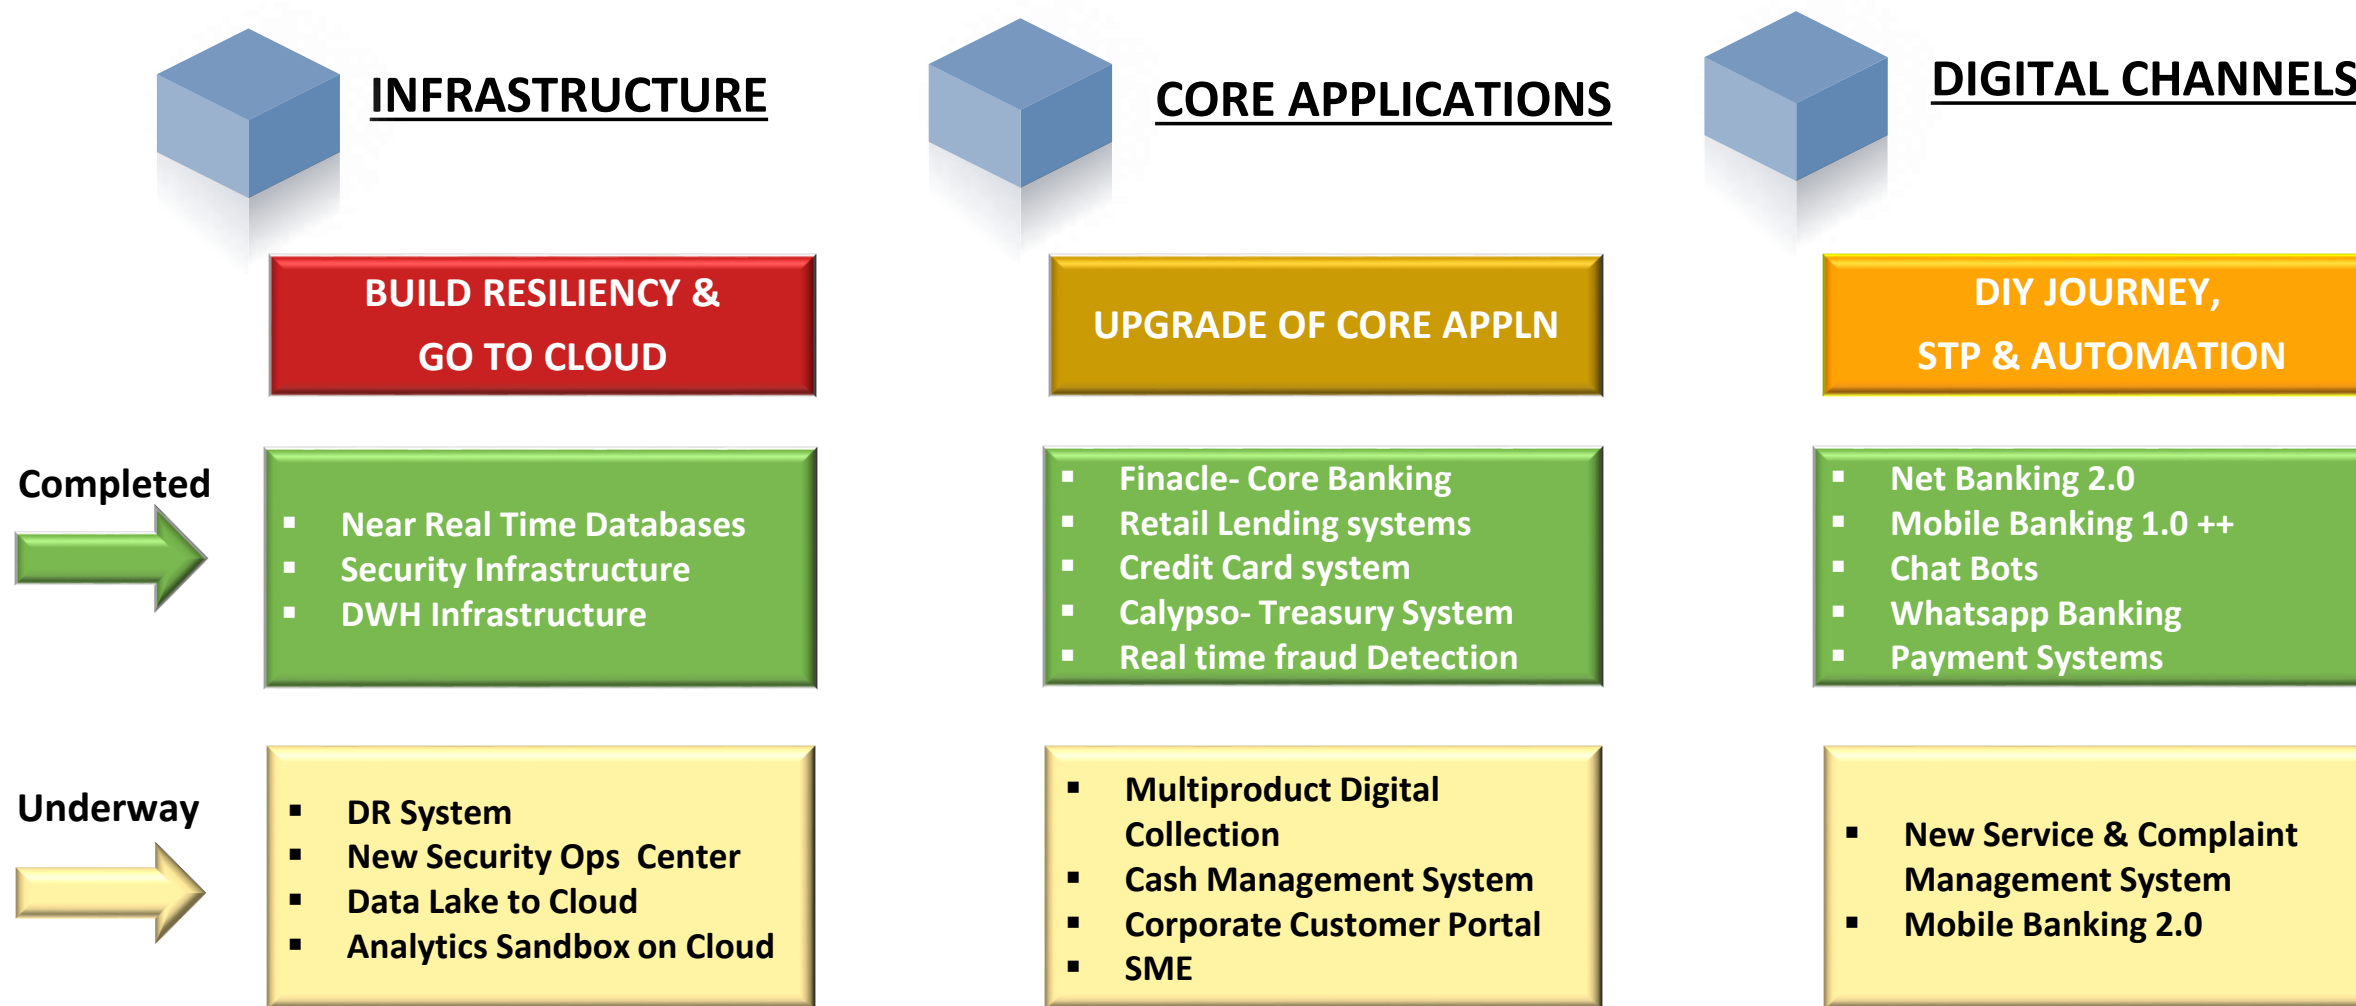 INFRASTRUCTURE
CORE APPLICATIONS
DIGITAL CHANNELS
BUILD RESILIENCY &
GO TO CLOUD
UPGRADE OF CORE APPLN
DIY JOURNEY,
STP & AUTOMATION
Completed
▪ Near Real Time Databases
▪ Security Infrastructure
▪ DWH Infrastructure
▪ Finacle- Core Banking
▪ Retail Lending systems
▪ Credit Card system
▪ Calypso- Treasury System
▪ Real time fraud Detection
▪ Net Banking 2.0
▪ Mobile Banking 1.0 ++
▪ Chat Bots
▪ Whatsapp Banking
▪ Payment Systems
Underway
▪ DR System
▪ New Security Ops Center
▪ Data Lake to Cloud
▪ Analytics Sandbox on Cloud
▪ Multiproduct Digital
Collection
▪ Cash Management System
▪ Corporate Customer Portal
▪ SME
▪ New Service & Complaint
Management System
▪ Mobile Banking 2.0